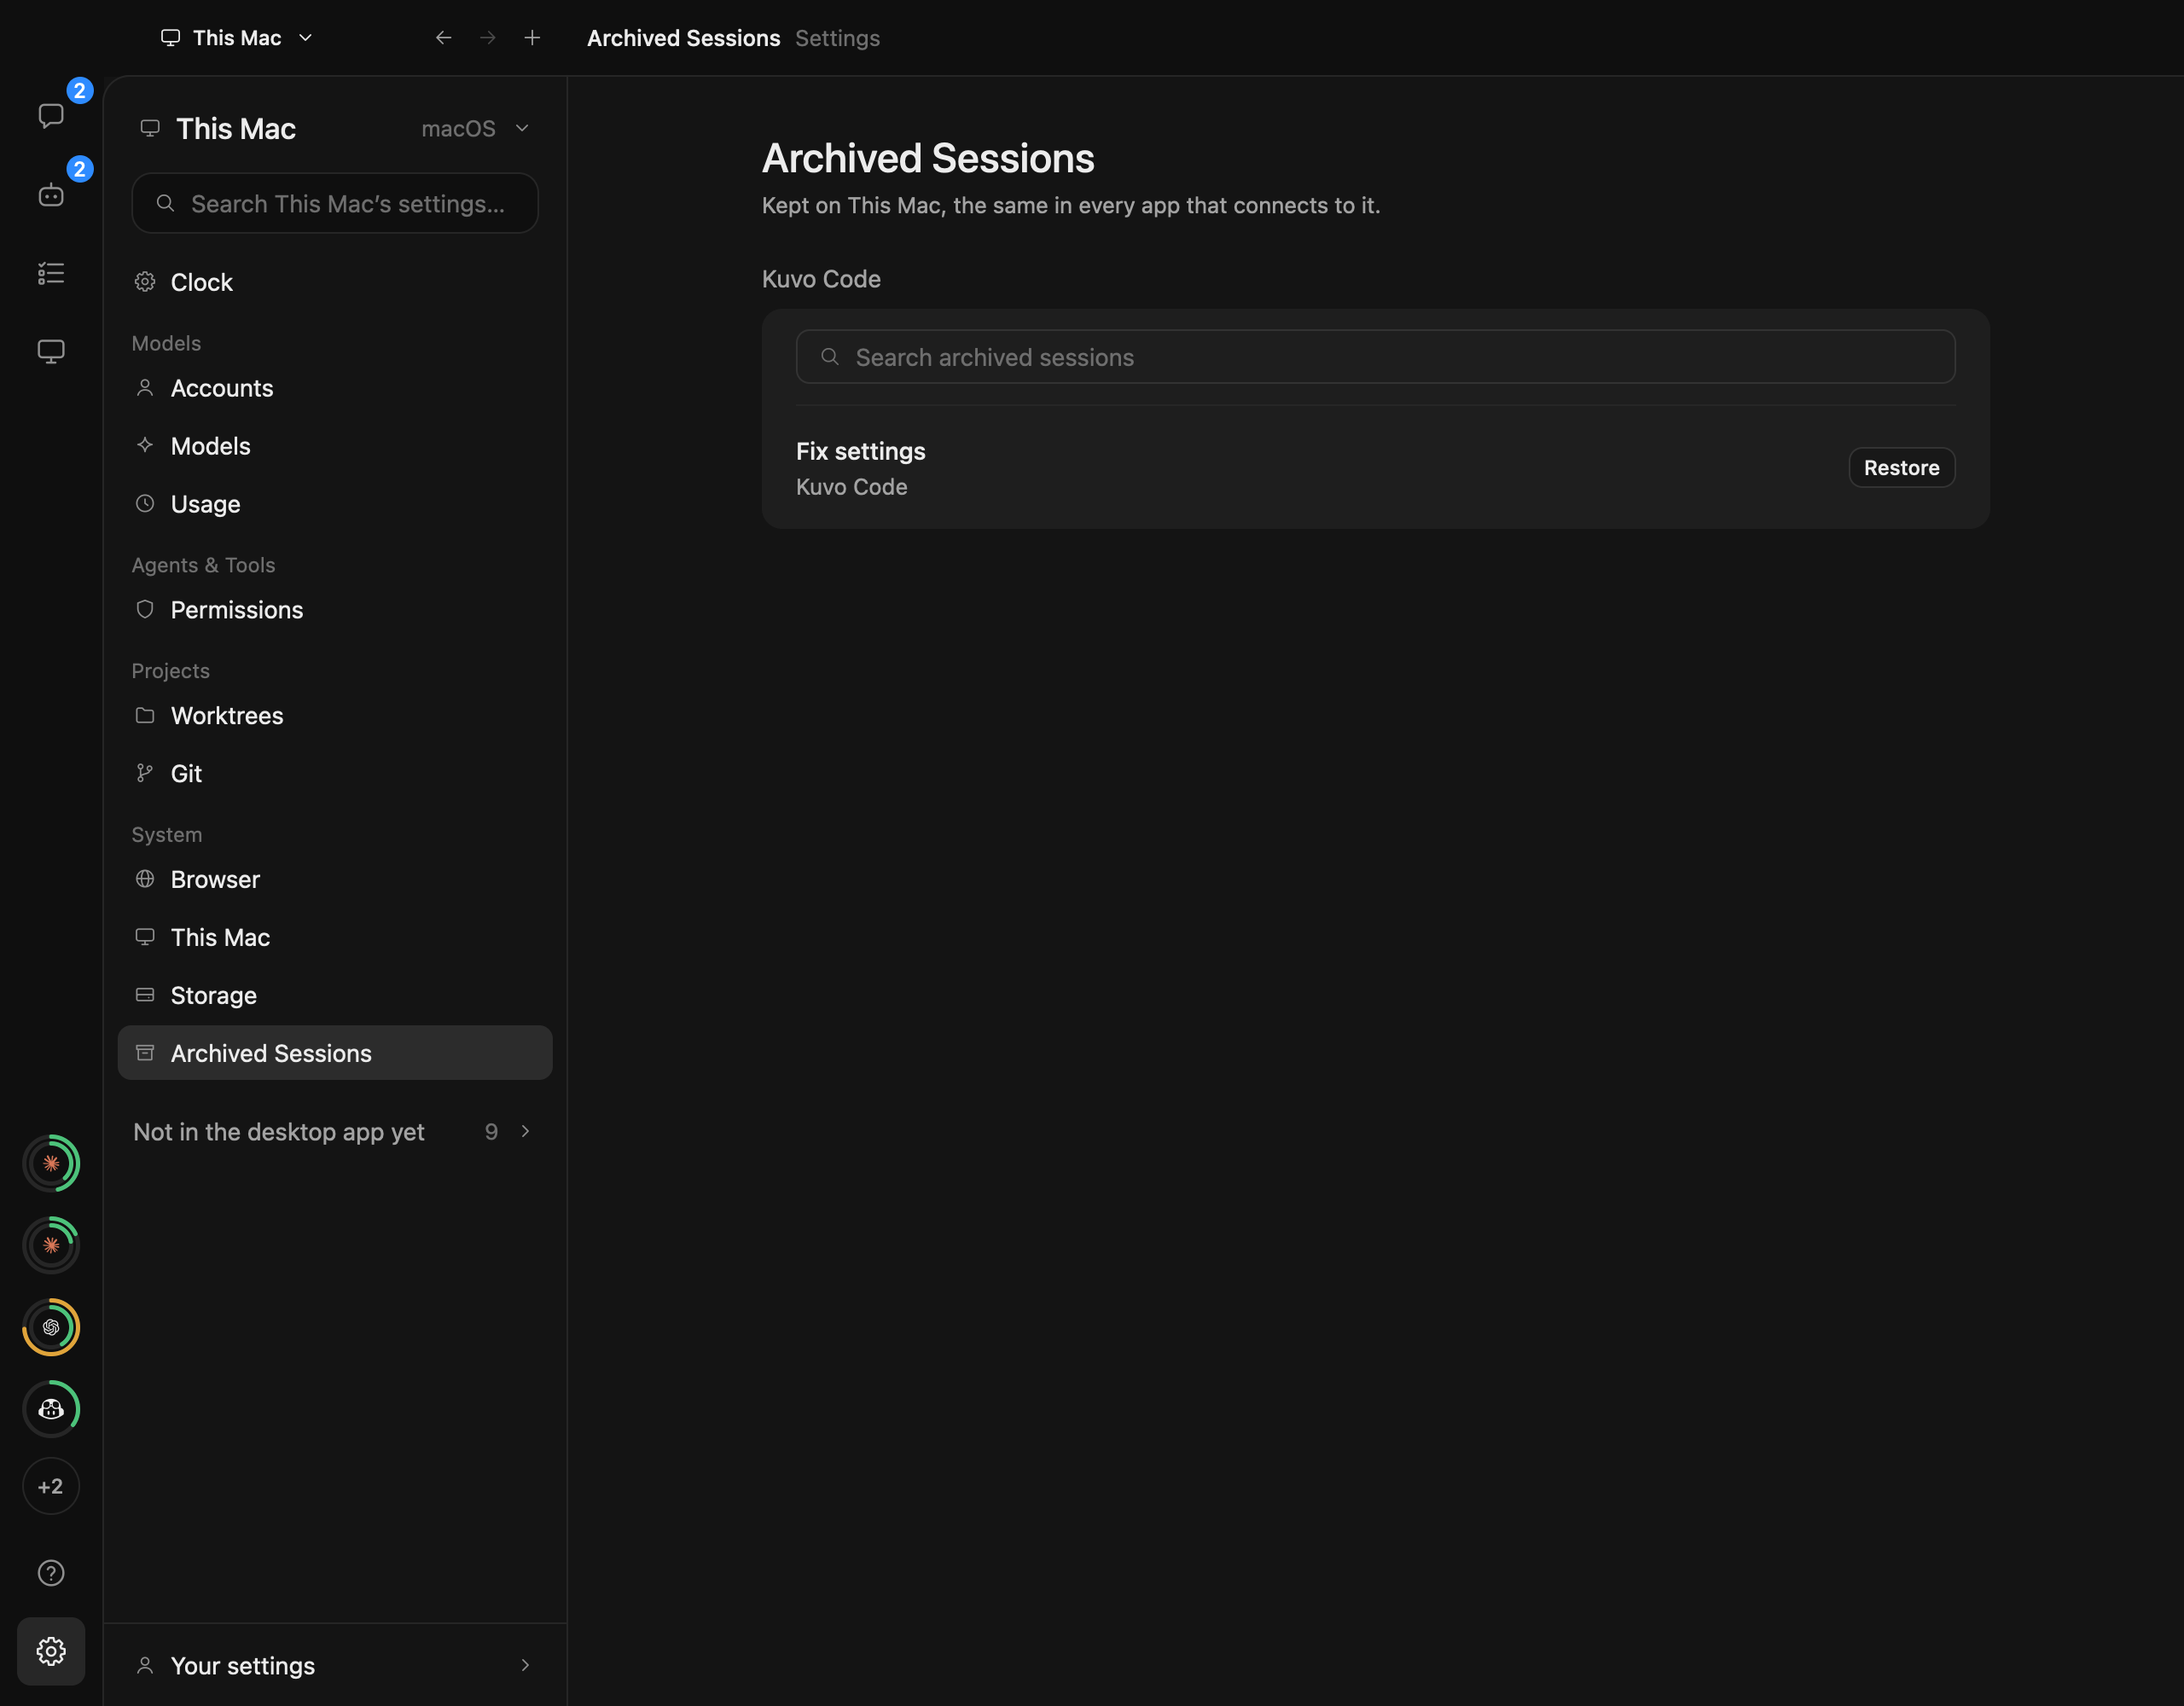 This Mac
Archived Sessions Settings
2
2
This Mac macOS
Search This Mac’s settings...
Clock
Models
Accounts
Models
Usage
Agents & Tools
Permissions
Projects
Worktrees
Git
System
Browser
This Mac
Storage
Archived Sessions
Not in the desktop app yet 9
+2
Your settings
Archived Sessions
Kept on This Mac, the same in every app that connects to it.
Kuvo Code
Search archived sessions
Fix settings
Kuvo Code
Restore